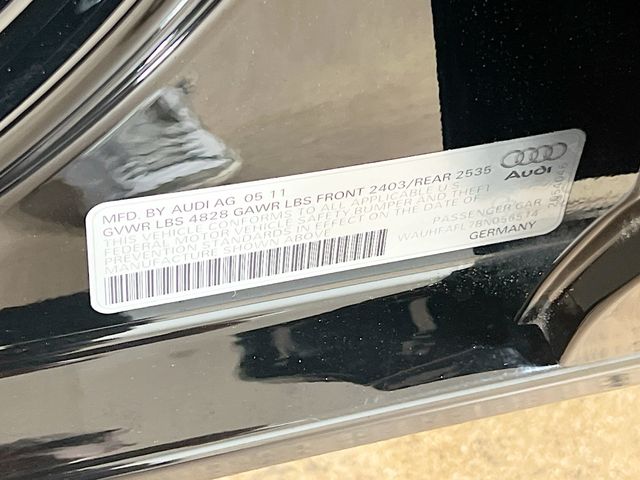 MFD. BY AUDI AG 05 11
GVWR LBS 4828 GAWR LBS FRONT 2403/REAR 2535
THIS VEHICLE CONFORMS TO ALL APPLICABLE U.S.
FEDERAL MOTOR VEHICLE SAFETY/BUMPER AND THEFT
PREVENTION STANDARDS IN EFFECT ON THE DATE OF
MANUFACTURE SHOWN ABOVE
Audi
PASSENGER CAR
WAUHFAFL7BN056514
GERMANY